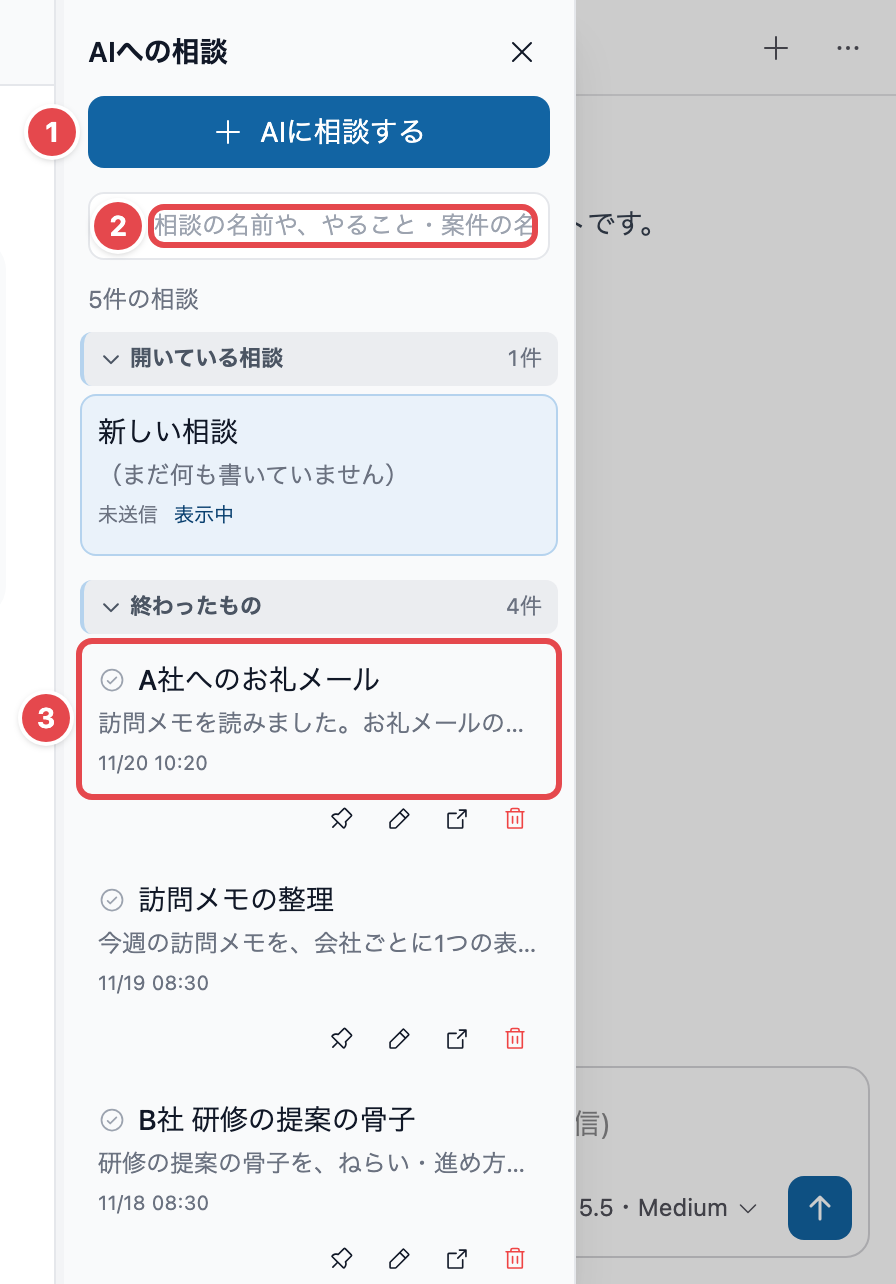 AIへの相談
1
+ AIに相談する
2
相談の名前や、やること・案件の名
トです。
5件の相談
開いている相談
1件
新しい相談
（まだ何も書いていません）
未送信 表示中
終わったもの
4件
3
A社へのお礼メール
訪問メモを読みました。お礼メールの...
11/20 10:20
訪問メモの整理
今週の訪問メモを、会社ごとに1つの表...
11/19 08:30
B社 研修の提案の骨子
研修の提案の骨子を、ねらい・進め方...
11/18 08:30
信)
5.5・Medium